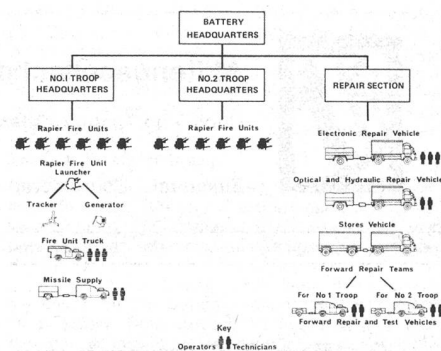 BATTERY
HEADQUARTERS
NO.1 TROOP
HEADQUARTERS
NO.2 TROOP
HEADQUARTERS
REPAIR SECTION
Rapier Fire Units
Rapier Fire Unit
Launcher
Tracker
Generator
Fire Unit Truck
Missile Supply
Rapier Fire Units
Electronic Repair Vehicle
Optical and Hydraulic Repair Vehicle
Stores Vehicle
Forward Repair Teams
For No 1 Troop
For No 2 Troop
Forward Repair and Test Vehicles
Key
Operators
Technicians